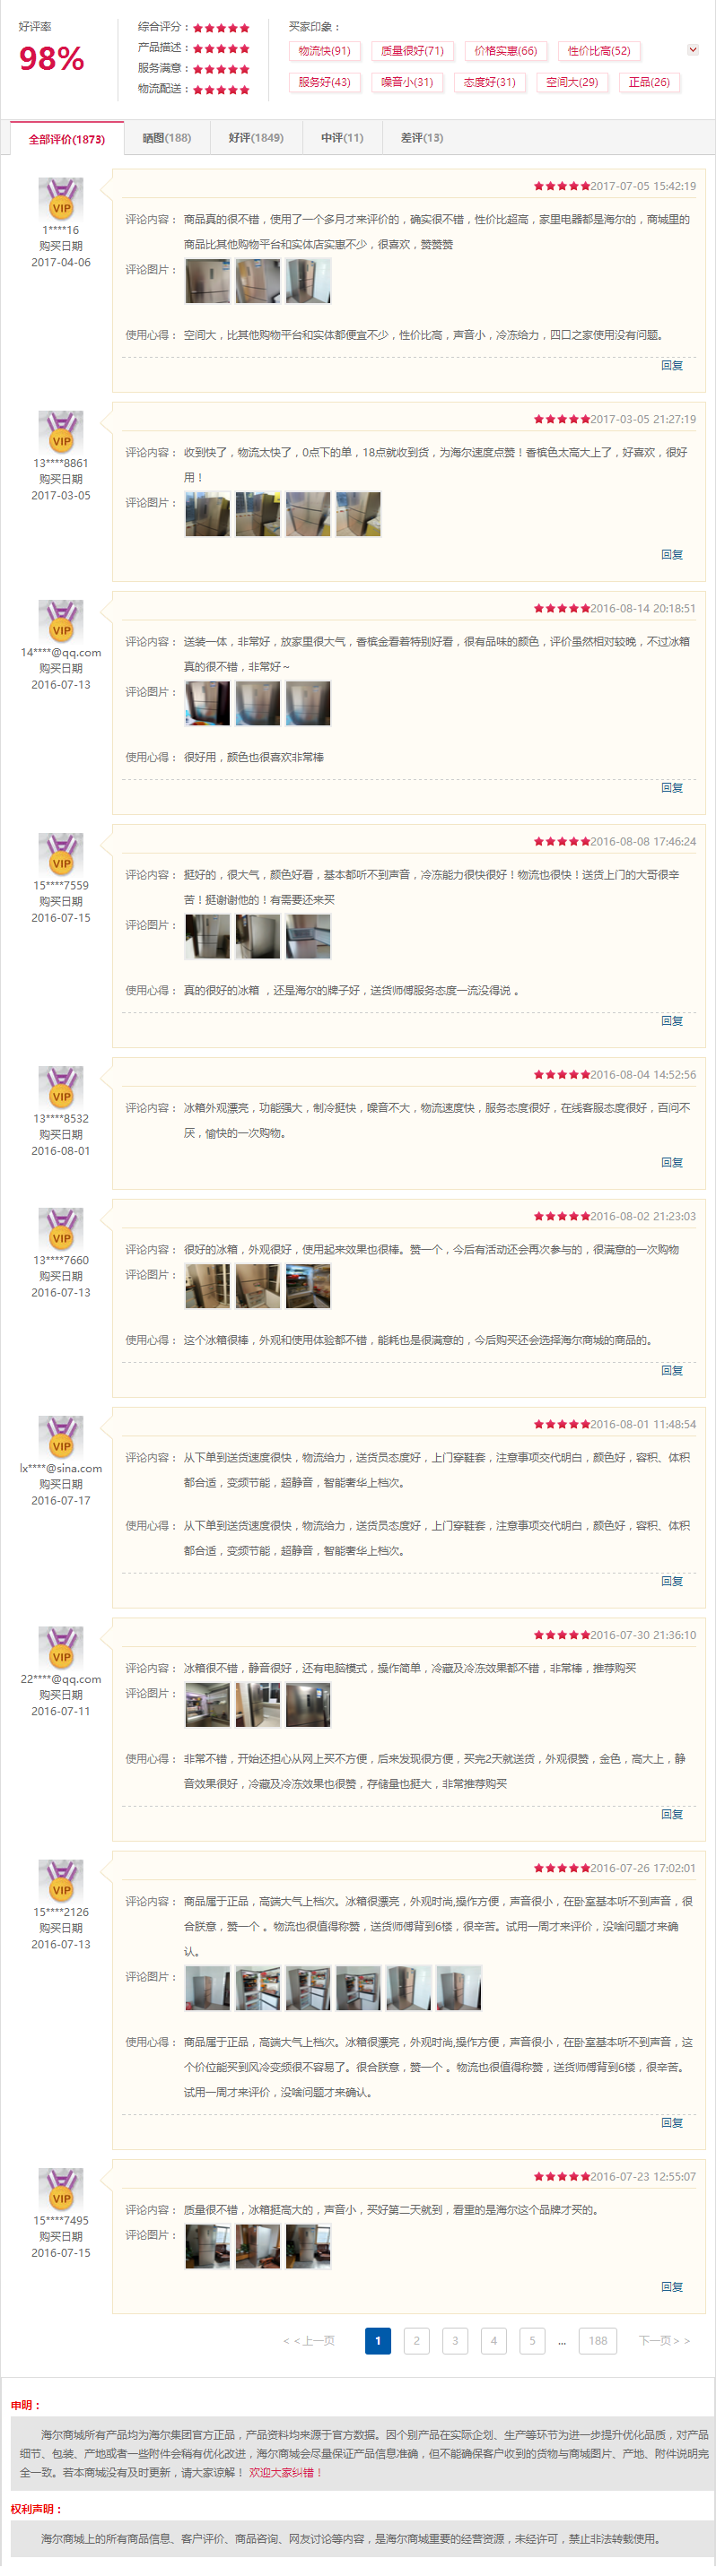 好评率
98%
综合评分：
产品描述：
服务满意：
物流配送：
买家印象：
物流快(91) 质量很好(71) 价格实惠(66) 性价比高(52)
服务好(43) 噪音小(31) 态度好(31) 空间大(29) 正品(26)
全部评价(1873) 晒图(188) 好评(1849) 中评(11) 差评(13)
VIP
1****16
购买日期
2017-04-06
2017-07-05 15:42:19
评论内容： 商品真的很不错，使用了一个多月才来评价的，确实很不错，性价比超高，家里电器都是海尔的，商城里的
商品比其他购物平台和实体店实惠不少，很喜欢，赞赞赞
评论图片：
使用心得： 空间大，比其他购物平台和实体都便宜不少，性价比高，声音小，冷冻给力，四口之家使用没有问题。
回复
VIP
13****8861
购买日期
2017-03-05
2017-03-05 21:27:19
评论内容： 收到快了，物流太快了，0点下的单，18点就收到货，为海尔速度点赞！香槟色太高大上了，好喜欢，很好
用！
评论图片：
回复
VIP
14****@qq.com
购买日期
2016-07-13
2016-08-14 20:18:51
评论内容： 送装一体，非常好，放家里很大气，香槟金看着特别好看，很有品味的颜色，评价虽然相对较晚，不过冰箱
真的很不错，非常好～
评论图片：
使用心得： 很好用，颜色也很喜欢非常棒
回复
VIP
15****7559
购买日期
2016-07-15
2016-08-08 17:46:24
评论内容： 挺好的，很大气，颜色好看，基本都听不到声音，冷冻能力很快很好！物流也很快！送货上门的大哥很辛
苦！挺谢谢他的！有需要还来买
评论图片：
使用心得： 真的很好的冰箱 ，还是海尔的牌子好，送货师傅服务态度一流没得说 。
回复
VIP
13****8532
购买日期
2016-08-01
2016-08-04 14:52:56
评论内容： 冰箱外观漂亮，功能强大，制冷挺快，噪音不大，物流速度快，服务态度很好，在线客服态度很好，百问不
厌，愉快的一次购物。
回复
VIP
13****7660
购买日期
2016-07-13
2016-08-02 21:23:03
评论内容： 很好的冰箱，外观很好，使用起来效果也很棒。赞一个，今后有活动还会再次参与的，很满意的一次购物
评论图片：
使用心得： 这个冰箱很棒，外观和使用体验都不错，能耗也是很满意的，今后购买还会选择海尔商城的商品的。
回复
VIP
lx****@sina.com
购买日期
2016-07-17
2016-08-01 11:48:54
评论内容： 从下单到送货速度很快，物流给力，送货员态度好，上门穿鞋套，注意事项交代明白，颜色好，容积、体积
都合适，变频节能，超静音，智能奢华上档次。
使用心得： 从下单到送货速度很快，物流给力，送货员态度好，上门穿鞋套，注意事项交代明白，颜色好，容积、体积
都合适，变频节能，超静音，智能奢华上档次。
回复
VIP
22****@qq.com
购买日期
2016-07-11
2016-07-30 21:36:10
评论内容： 冰箱很不错，静音很好，还有电脑模式，操作简单，冷藏及冷冻效果都不错，非常棒，推荐购买
评论图片：
使用心得： 非常不错，开始还担心从网上买不方便，后来发现很方便，买完2天就送货，外观很赞，金色，高大上，静
音效果很好，冷藏及冷冻效果也很赞，存储量也挺大，非常推荐购买
回复
VIP
15****2126
购买日期
2016-07-13
2016-07-26 17:02:01
评论内容： 商品属于正品，高端大气上档次。冰箱很漂亮，外观时尚,操作方便，声音很小，在卧室基本听不到声音，很
合朕意，赞一个 。物流也很值得称赞，送货师傅背到6楼，很辛苦。试用一周才来评价，没啥问题才来确
认。
评论图片：
使用心得： 商品属于正品，高端大气上档次。冰箱很漂亮，外观时尚,操作方便，声音很小，在卧室基本听不到声音，这
个价位能买到风冷变频很不容易了。很合朕意，赞一个 。物流也很值得称赞，送货师傅背到6楼，很辛苦。
试用一周才来评价，没啥问题才来确认。
回复
VIP
15****7495
购买日期
2016-07-15
2016-07-23 12:55:07
评论内容： 质量很不错，冰箱挺高大的，声音小，买好第二天就到，看重的是海尔这个品牌才买的。
评论图片：
回复
<<上一页 1 2 3 4 5 ... 188 下一页>>
申明：
海尔商城所有产品均为海尔集团官方正品，产品资料均来源于官方数据。因个别产品在实际企划、生产等环节为进一步提升优化品质，对产品
细节、包装、产地或者一些附件会稍有优化改进，海尔商城会尽量保证产品信息准确，但不能确保客户收到的货物与商城图片、产地、附件说明完
全一致。若本商城没有及时更新，请大家谅解！ 欢迎大家纠错！
权利声明：
海尔商城上的所有商品信息、客户评价、商品咨询、网友讨论等内容，是海尔商城重要的经营资源，未经许可，禁止非法转载使用。